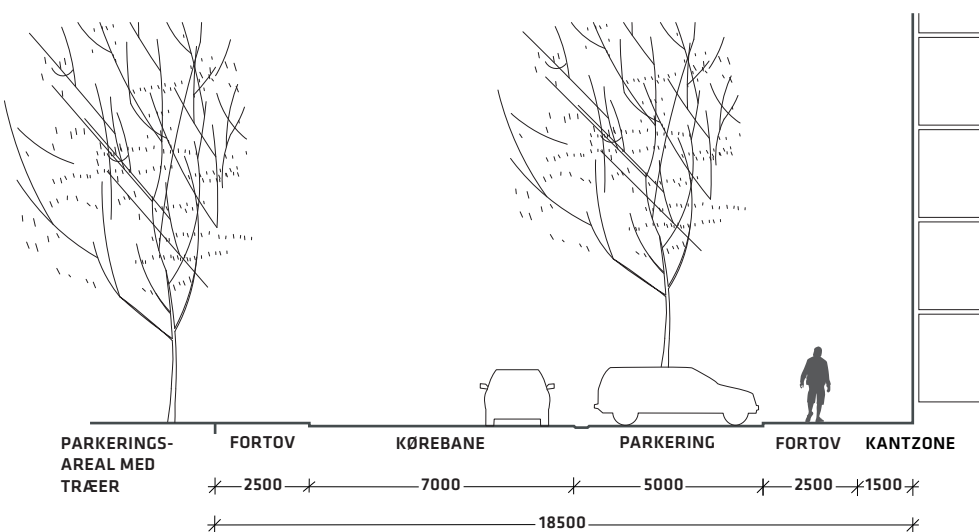 PARKERINGS-
AREAL MED
TRÆER
FORTOV
KØREBANE
PARKERING
FORTOV
KANTZONE
2500
7000
5000
2500
1500
18500